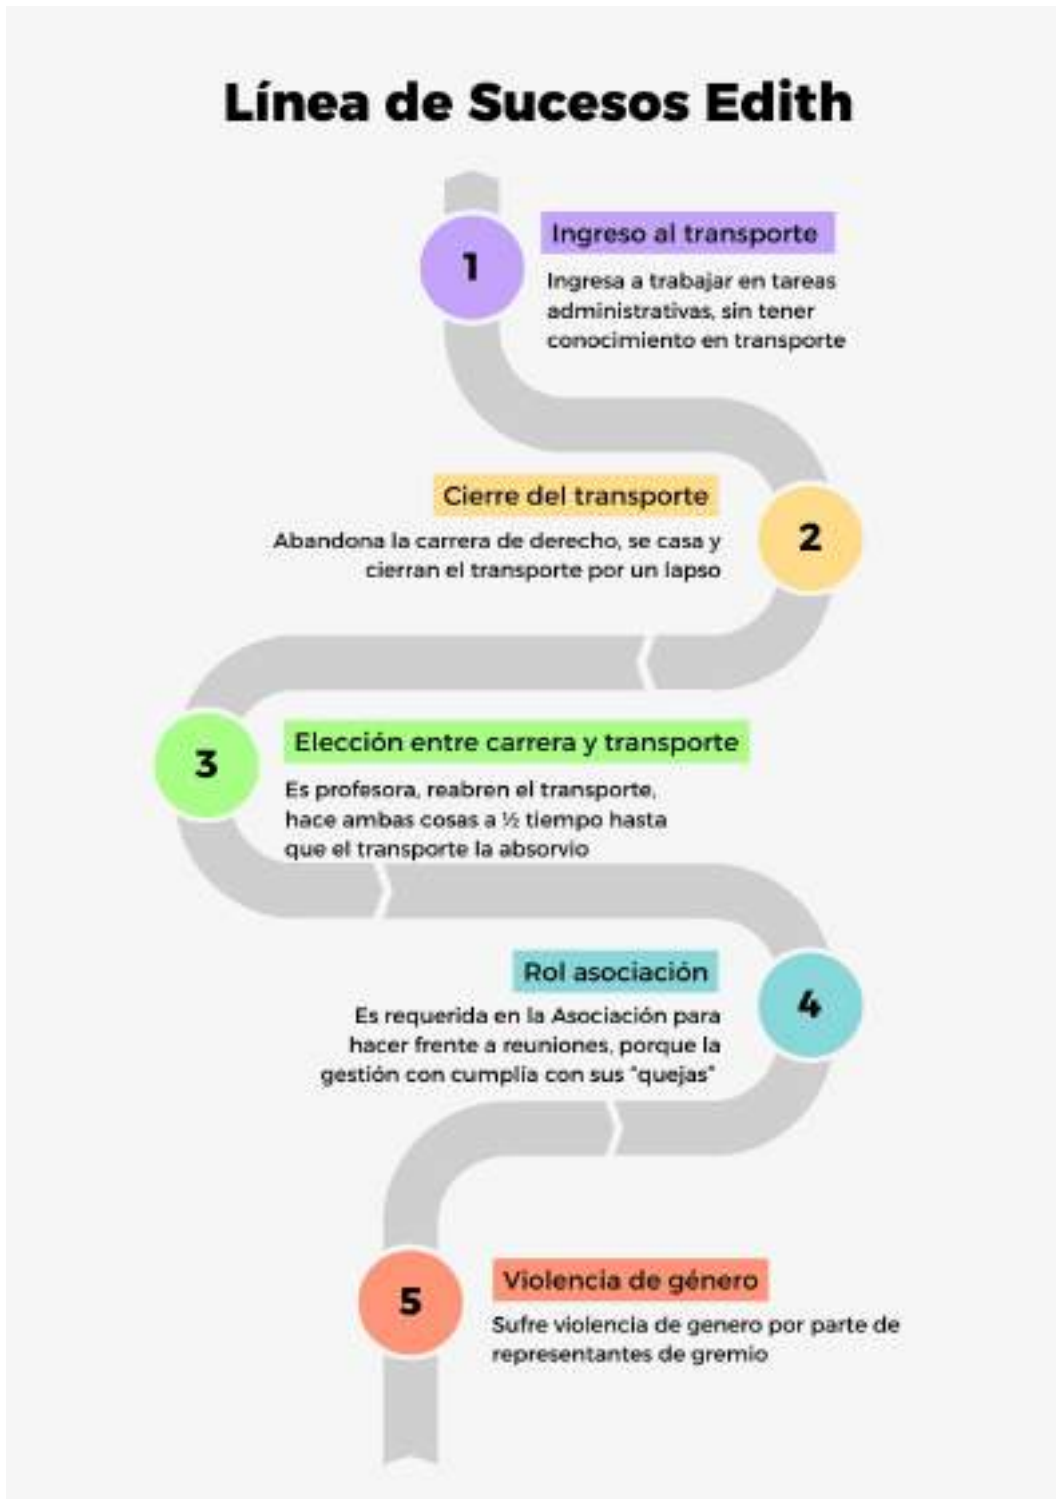 Línea de Sucesos Edith
1
Ingreso al transporte
Ingresa a trabajar en tareas
administrativas, sin tener
conocimiento en transporte
Cierre del transporte
2
Abandona la carrera de derecho, se casa y
cierran el transporte por un lapso
3
Elección entre carrera y transporte
Es profesora, reabren el transporte,
hace ambas cosas a ½ tiempo hasta
que el transporte la absorvio
Rol asociación
4
Es requerida en la Asociación para
hacer frente a reuniones, porque la
gestión con cumplía con sus "quejas"
5
Violencia de género
Sufre violencia de genero por parte de
representantes de gremio